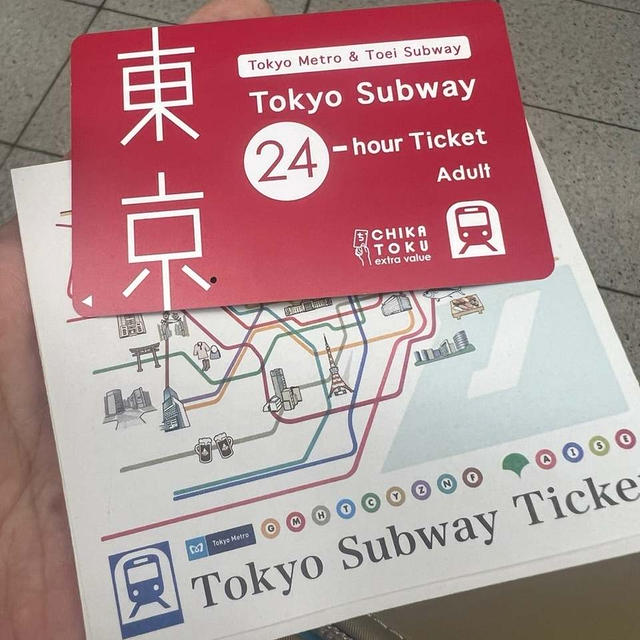 東京
Tokyo Metro & Toei Subway
Tokyo Subway
24-hour Ticket
Adult
CHIKA
TOKU
extra value
Tokyo Metro
G M H T C Y Z N F
A I S E
Tokyo Subway Ticke